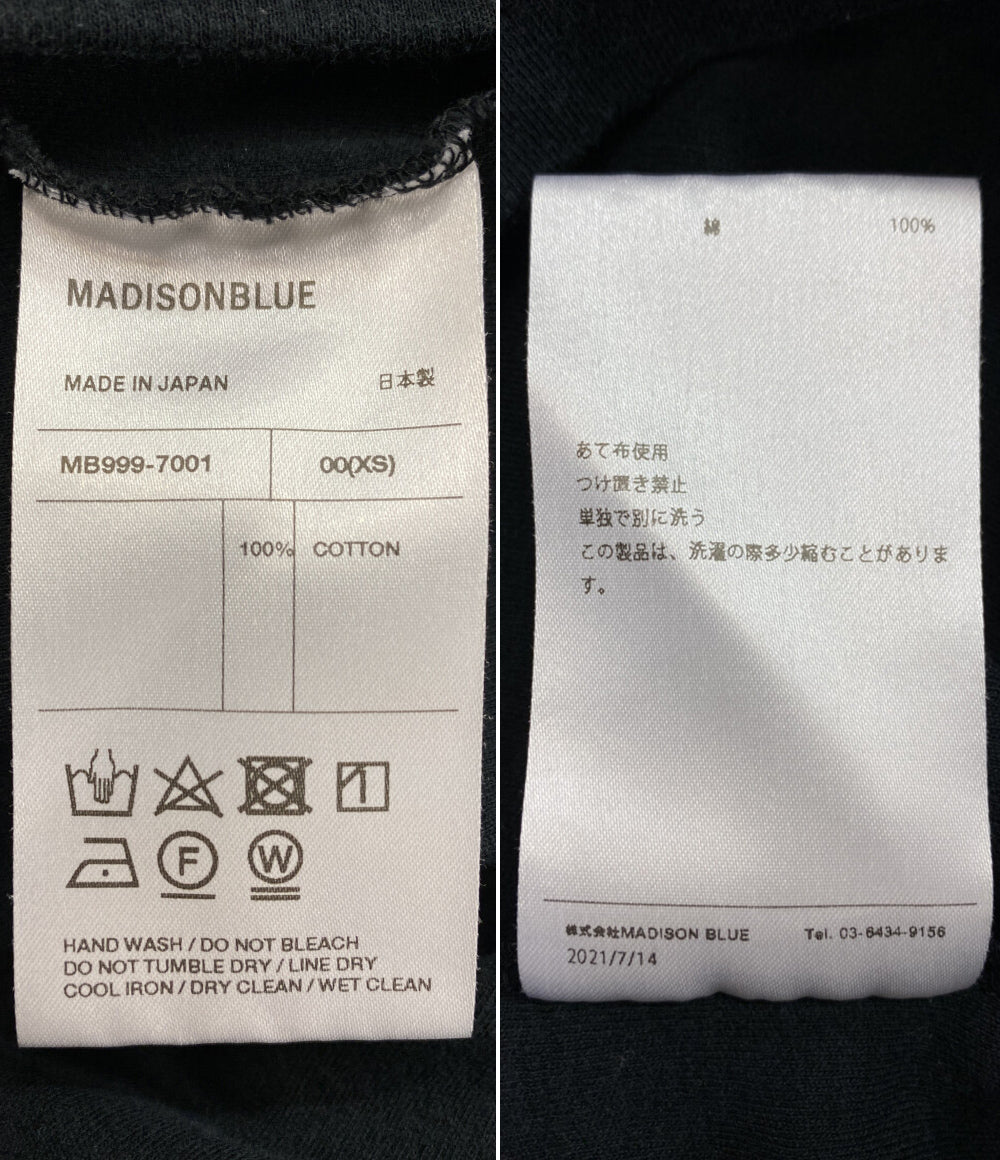 MADISONBLUE
MADE IN JAPAN 日本製
MB999-7001 00(XS)
100% COTTON
F W
HAND WASH / DO NOT BLEACH
DO NOT TUMBLE DRY / LINE DRY
COOL IRON / DRY CLEAN / WET CLEAN
綿 100%
あて布使用
つけ置き禁止
単独で別に洗う
この製品は、洗濯の際多少縮むことがありま
す。
株式会社MADISON BLUE Tel. 03-6434-9156
2021/7/14